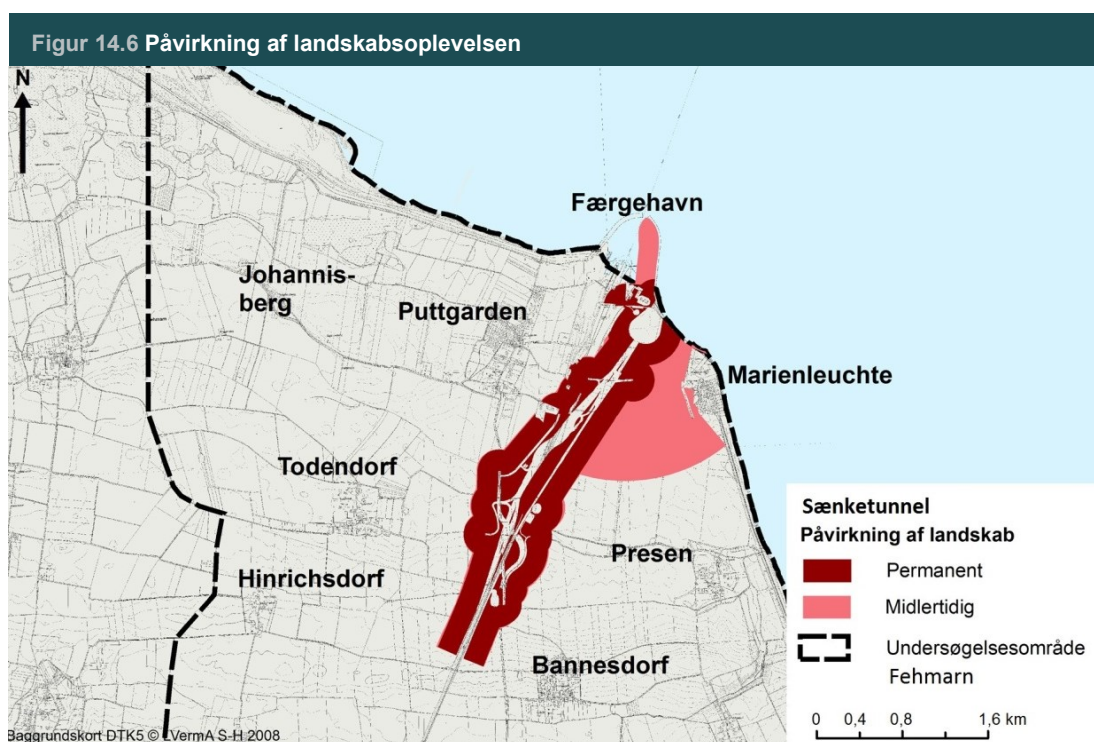 Figur 14.6 Påvirkning af landskabsoplevelsen
N
Færgehavn
Johannis-
berg
Puttgarden
Marienleuchte
Todendorf
Presen
Hinrichsdorf
Bannesdorf
Sænketunnel
Påvirkning af landskab
Permanent
Midlertidig
Undersøgelsesområde
Fehmarn
0 0,4 0,8 1,6 km
Baggrundskort DTK5 © LVermA S-H 2008